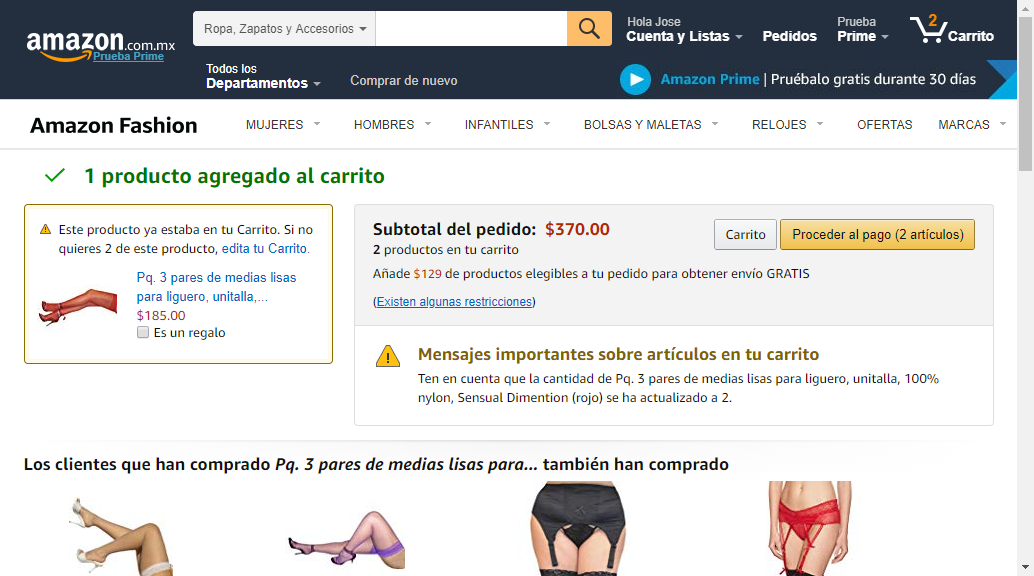 amazon.com.mx
Prueba Prime
Ropa, Zapatos y Accesorios
Hola Jose
Cuenta y Listas
Pedidos
Prueba
Prime
2
Carrito
Todos los
Departamentos
Comprar de nuevo
Amazon Prime | Pruébalo gratis durante 30 días
Amazon Fashion
MUJERES
HOMBRES
INFANTILES
BOLSAS Y MALETAS
RELOJES
OFERTAS
MARCAS
1 producto agregado al carrito
Este producto ya estaba en tu Carrito. Si no
quieres 2 de este producto, edita tu Carrito.
Pq. 3 pares de medias lisas
para liguero, unitalla,...
$185.00
Es un regalo
Subtotal del pedido: $370.00
2 productos en tu carrito
Añade $129 de productos elegibles a tu pedido para obtener envío GRATIS
(Existen algunas restricciones)
Carrito
Proceder al pago (2 artículos)
Mensajes importantes sobre artículos en tu carrito
Ten en cuenta que la cantidad de Pq. 3 pares de medias lisas para liguero, unitalla, 100%
nylon, Sensual Dimention (rojo) se ha actualizado a 2.
Los clientes que han comprado Pq. 3 pares de medias lisas para... también han comprado